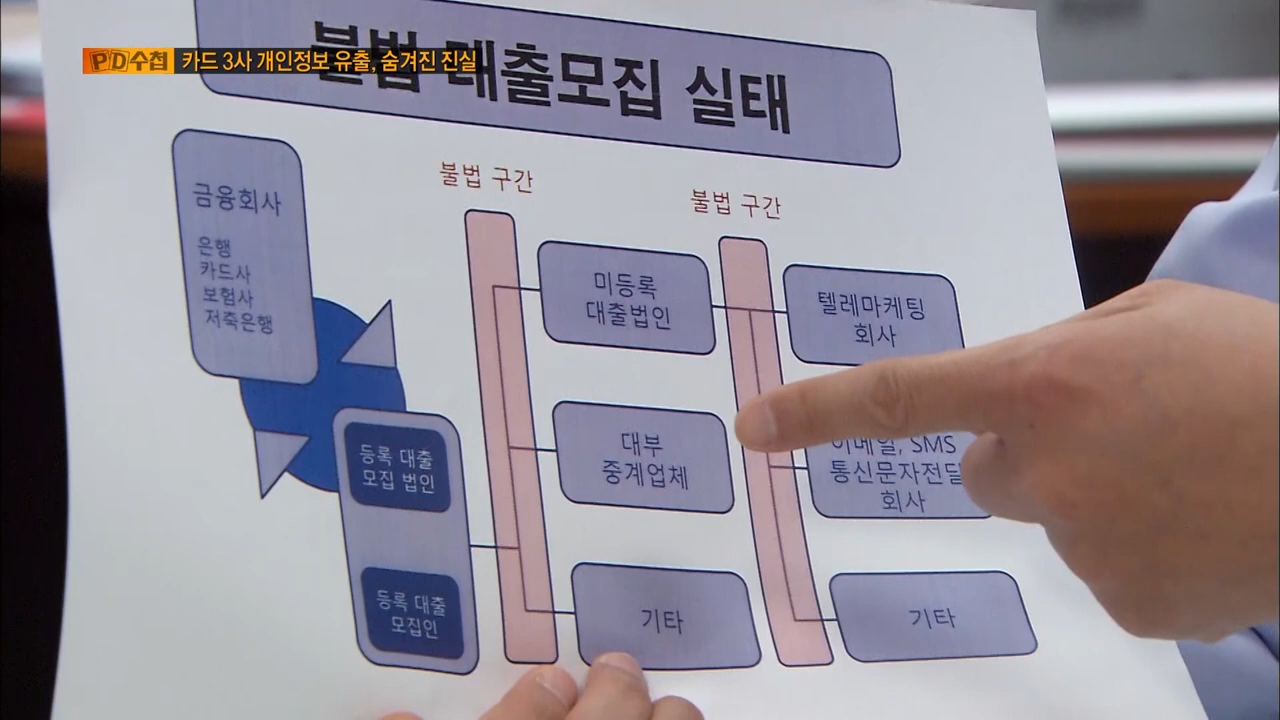 PD수첩 카드 3사 개인정보 유출, 숨겨진 진실
불법 대출모집 실태
불법 구간
불법 구간
금융회사
은행
카드사
보험사
저축은행
미등록
대출법인
텔레마케팅
회사
등록 대출
모집 법인
대부
중계업체
이메일, SMS
통신문자전달
회사
등록 대출
모집인
기타
기타